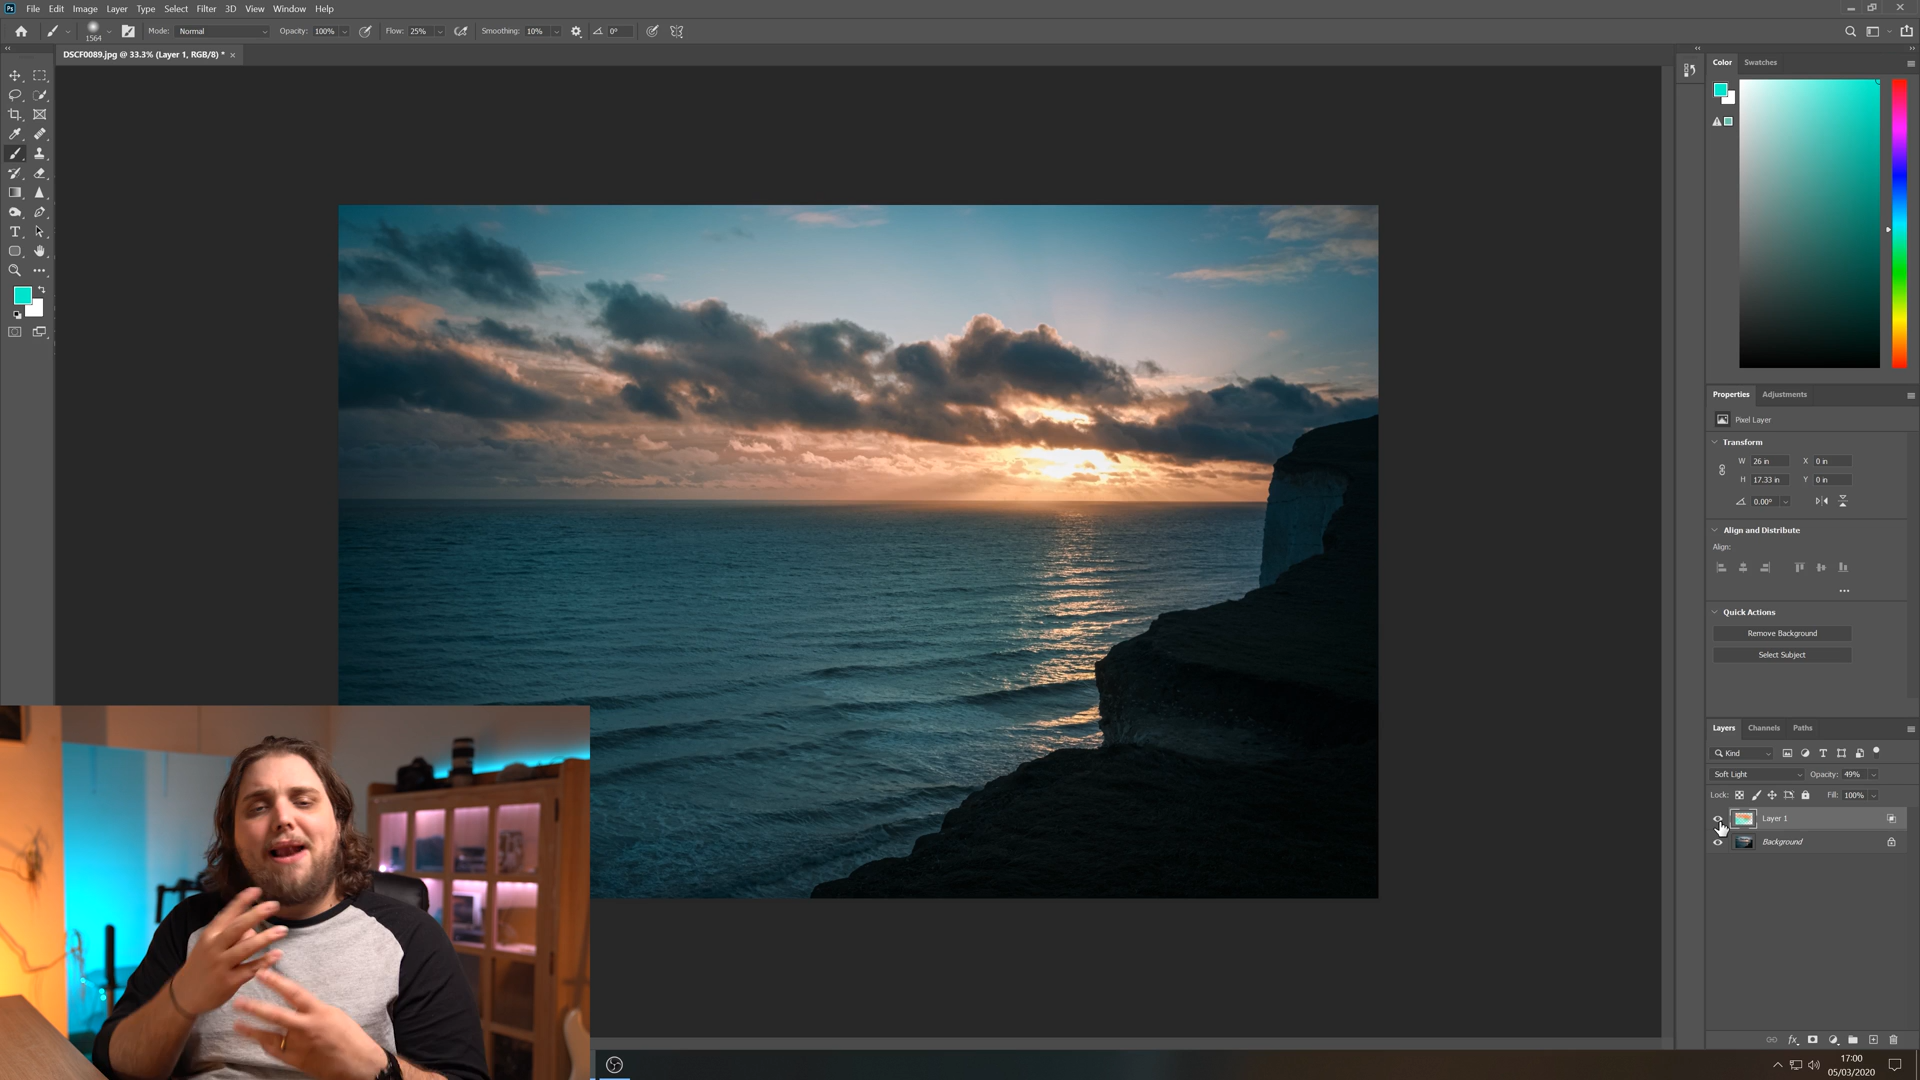 Ps File Edit Image Layer Type Select Filter 3D View Window Help
1564 Mode: Normal Opacity: 100% Flow: 25% Smoothing: 10% 0°
DSCF0089.jpg @ 33.3% (Layer 1, RGB/8) * ×
Color Swatches
Properties Adjustments
Pixel Layer
Transform
W 26 in X 0 in
H 17.33 in Y 0 in
0.00°
Align and Distribute
Align:
Quick Actions
Remove Background
Select Subject
Layers Channels Paths
Kind
Soft Light Opacity: 49%
Lock: Fill: 100%
Layer 1
Background
fx
17:00
05/03/2020